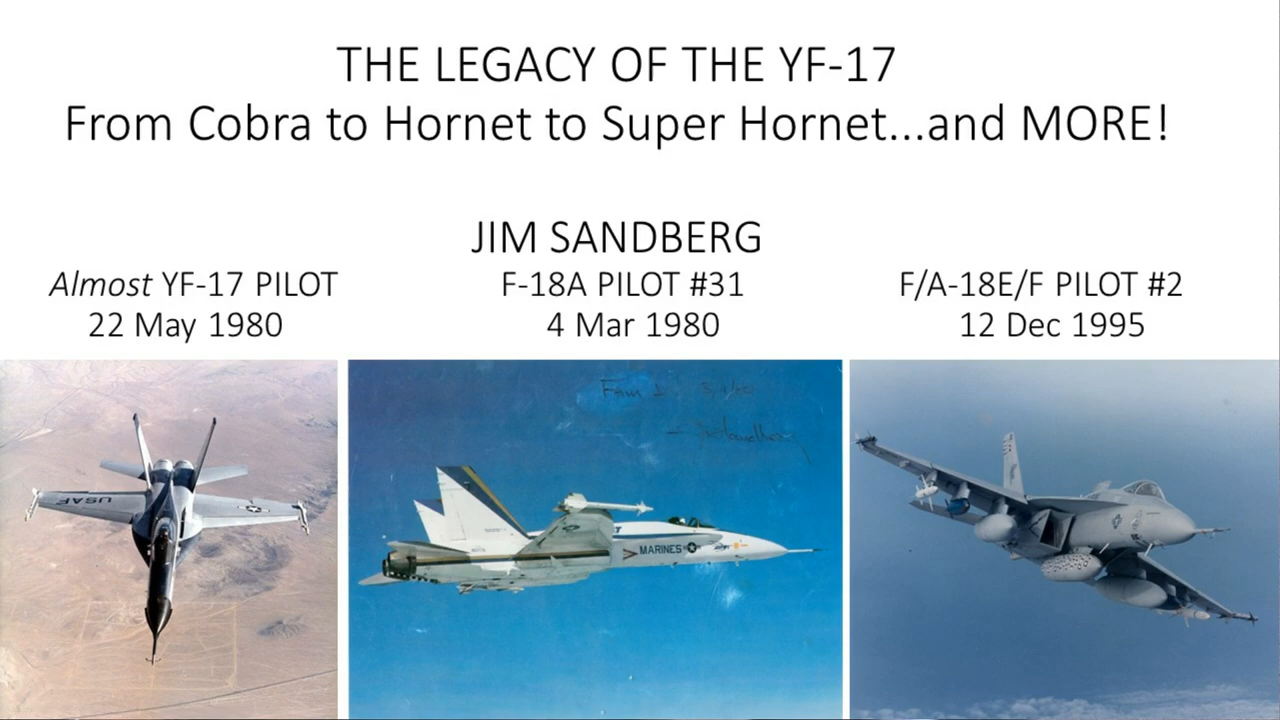 THE LEGACY OF THE YF-17
From Cobra to Hornet to Super Hornet...and MORE!
JIM SANDBERG
Almost YF-17 PILOT
22 May 1980
F-18A PILOT #31
4 Mar 1980
F/A-18E/F PILOT #2
12 Dec 1995
USAF
MARINES